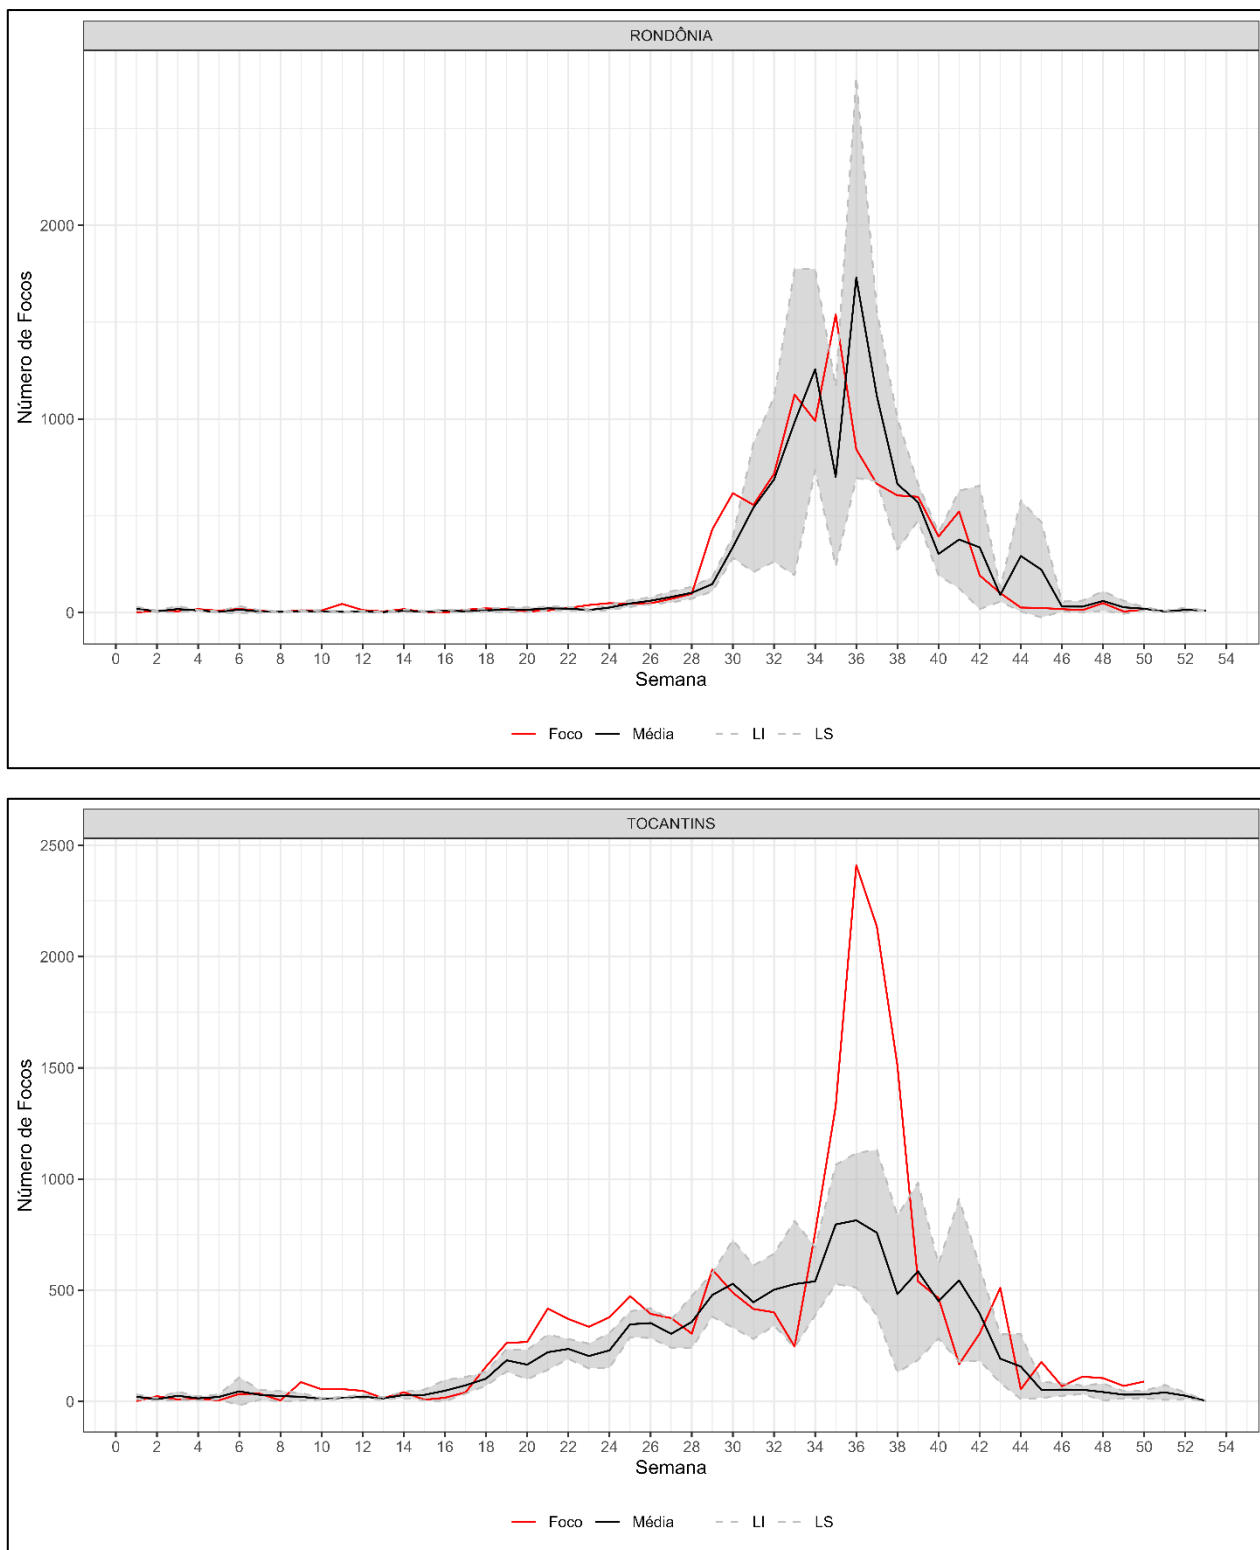 RONDÔNIA
Número de Focos
2000
1000
0
0 2 4 6 8 10 12 14 16 18 20 22 24 26 28 30 32 34 36 38 40 42 44 46 48 50 52 54
Semana
Foco Média LI LS
TOCANTINS
Número de Focos
2500
2000
1500
1000
500
0
0 2 4 6 8 10 12 14 16 18 20 22 24 26 28 30 32 34 36 38 40 42 44 46 48 50 52 54
Semana
Foco Média LI LS